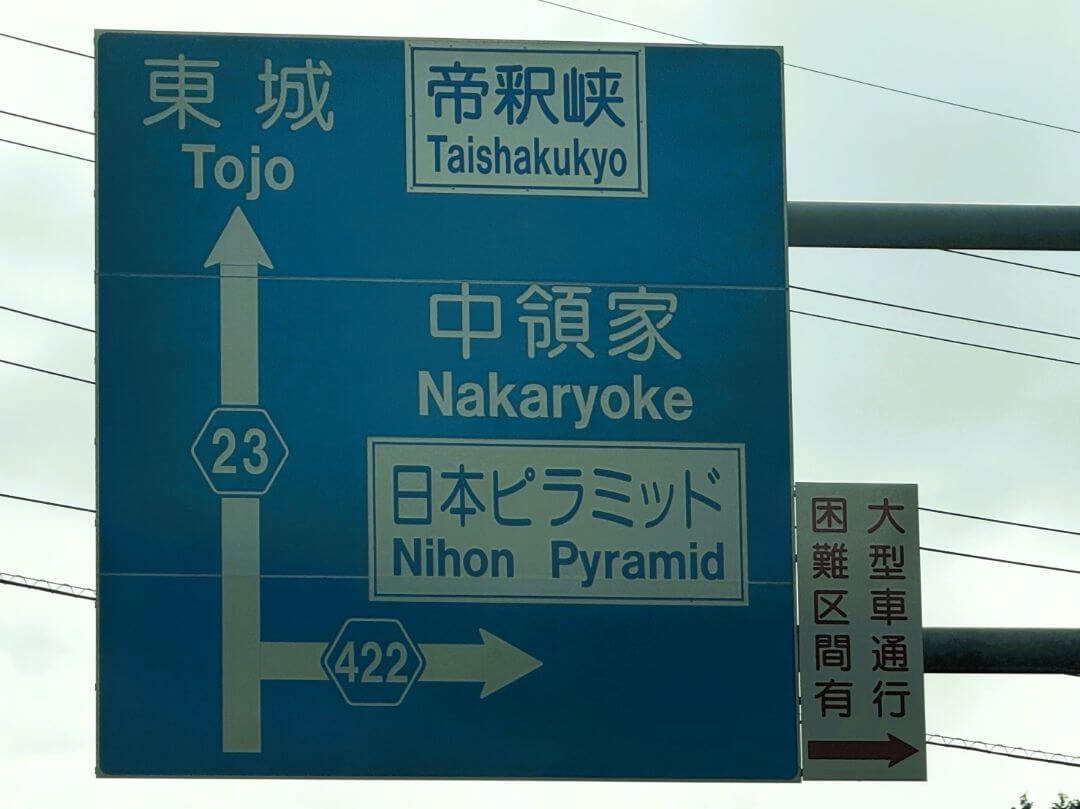 東城
Tojo
帝釈峡
Taishakukyo
中領家
Nakaryoke
23
日本ピラミッド
Nihon Pyramid
422
大型車通行
困難区間有